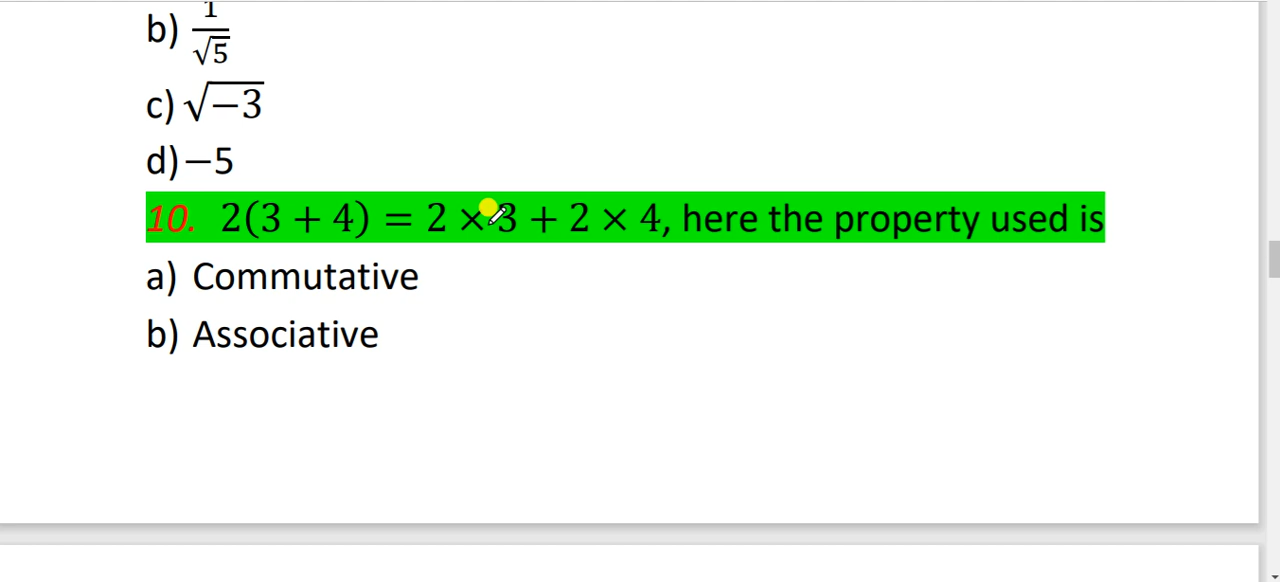 b) 1/√5
c) √−3
d) −5
10. 2(3 + 4) = 2 × 3 + 2 × 4, here the property used is
a) Commutative
b) Associative